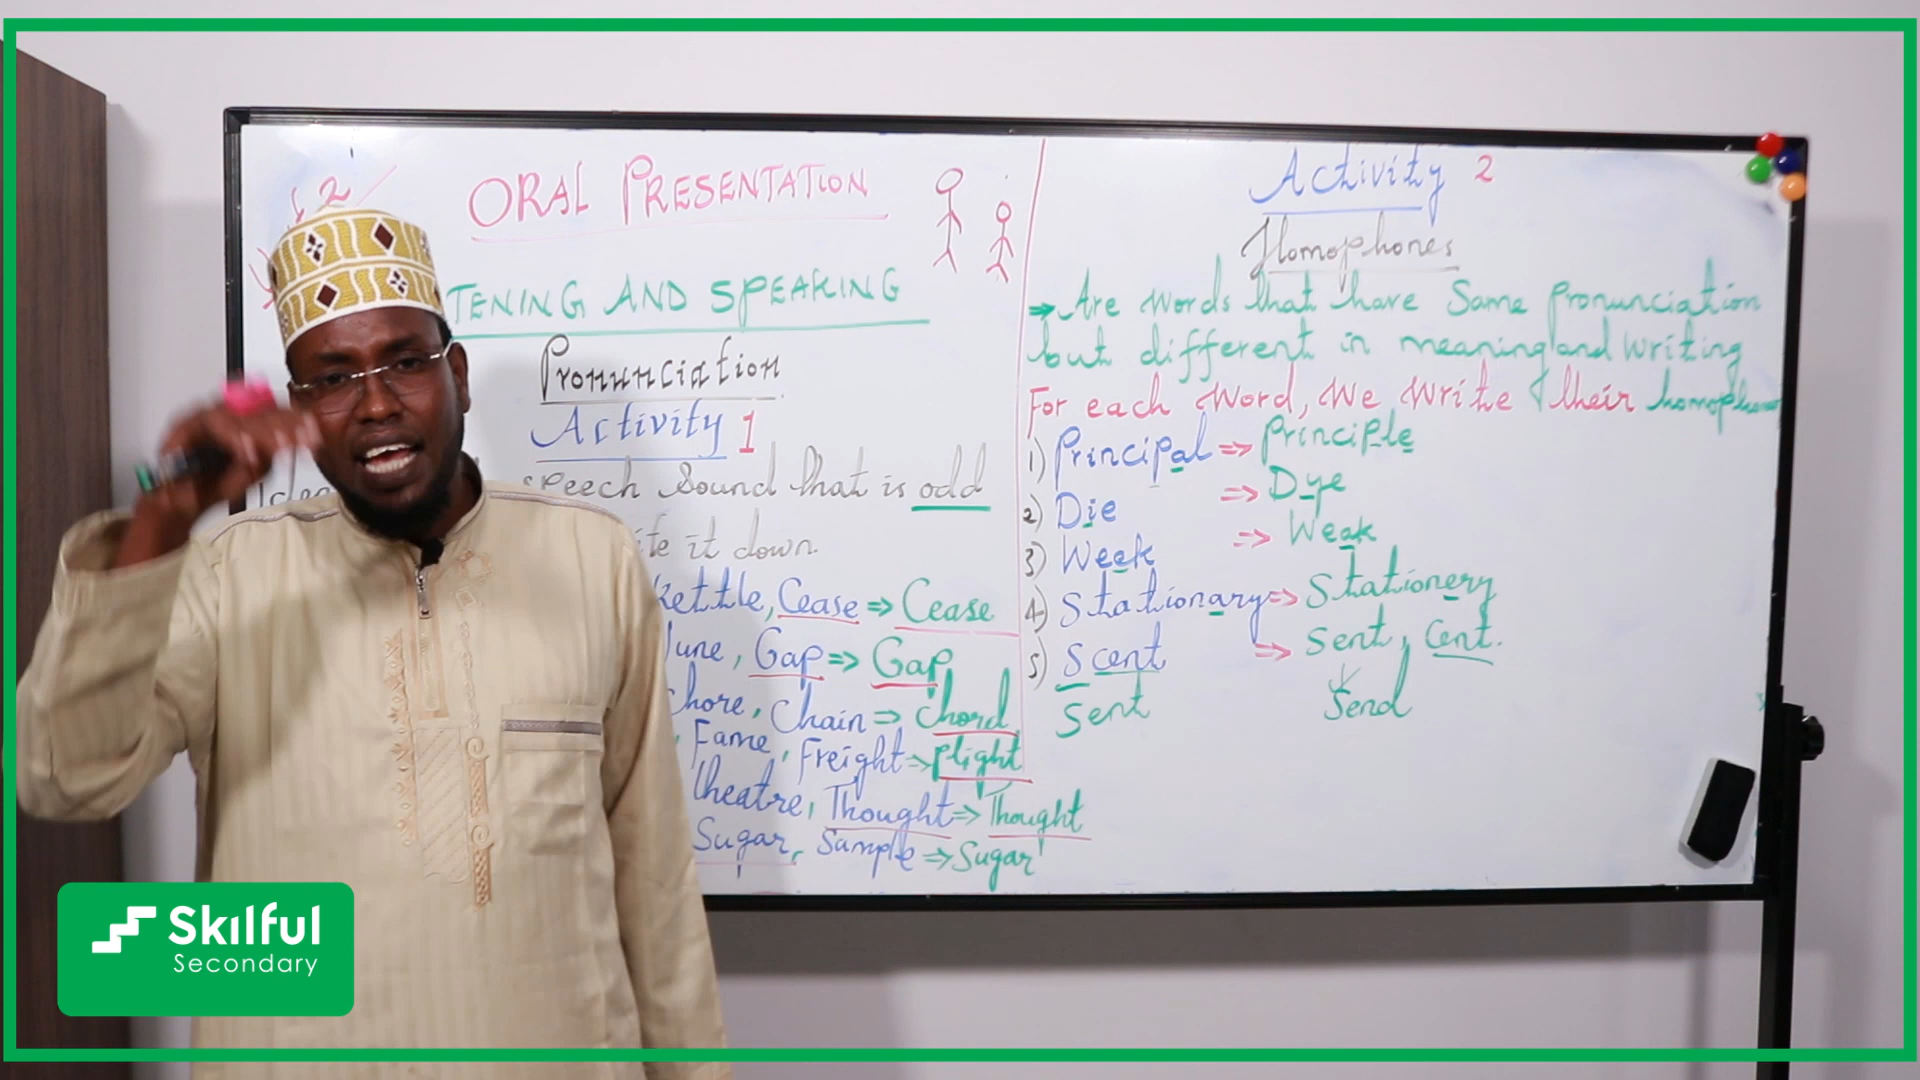 2
ORAL PRESENTATION
TENING AND SPEAKING
Pronunciation
Activity 1
Speech Sound that is odd
it down.
Kettle, Cease => Cease
June, Gap => Gap
Chore, Chain => Chord
, Fame, Freight => Plight
Theatre, Thought => Thought
Sugar, Sample => Sugar
Activity 2
Homophones
=> Are words that have Same Pronunciation
but different in meaning and Writing
For each Word, We Write their homophones
1) Principal => Principle
2) Die => Dye
3) Week => Weak
4) Stationary => Stationery
5) Scent => Sent, Cent.
Sent Send
Skilful
Secondary